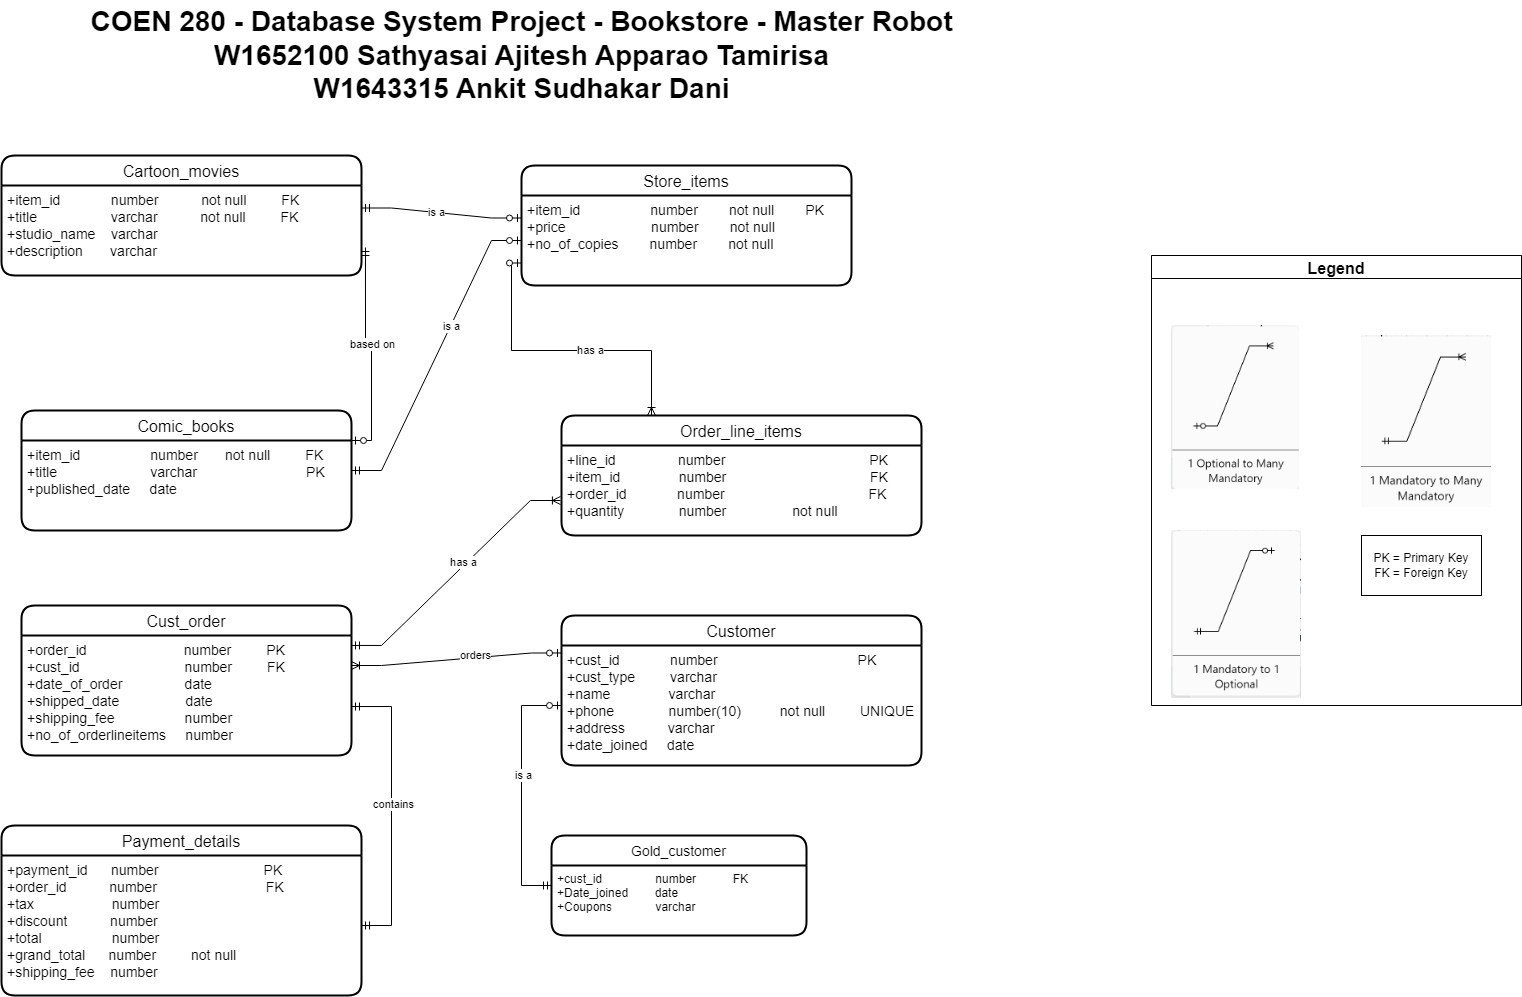 COEN 280 - Database System Project - Bookstore - Master Robot
W1652100 Sathyasai Ajitesh Apparao Tamirisa
W1643315 Ankit Sudhakar Dani
Cartoon_movies
+item_id number not null FK
+title varchar not null FK
+studio_name varchar
+description varchar
is a
Store_items
+item_id number not null PK
+price number not null
+no_of_copies number not null
is a
based on
has a
Comic_books
+item_id number not null FK
+title varchar PK
+published_date date
Order_line_items
+line_id number PK
+item_id number FK
+order_id number FK
+quantity number not null
has a
Cust_order
+order_id number PK
+cust_id number FK
+date_of_order date
+shipped_date date
+shipping_fee number
+no_of_orderlineitems number
orders
Customer
+cust_id number PK
+cust_type varchar
+name varchar
+phone number(10) not null UNIQUE
+address varchar
+date_joined date
is a
contains
Payment_details
+payment_id number PK
+order_id number FK
+tax number
+discount number
+total number
+grand_total number not null
+shipping_fee number
Gold_customer
+cust_id number FK
+Date_joined date
+Coupons varchar
Legend
1 Optional to Many
Mandatory
1 Mandatory to Many
Mandatory
PK = Primary Key
FK = Foreign Key
1 Mandatory to 1
Optional